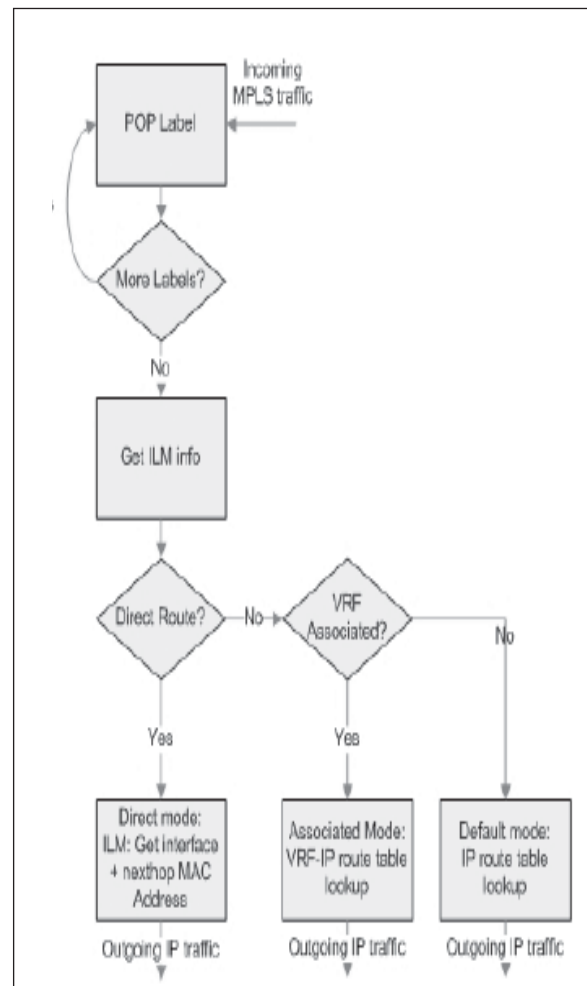 Incoming
MPLS traffic
POP Label
More Labels?
No
Get ILM info
Direct Route?
No
VRF
Associated?
No
Yes
Yes
Direct mode:
ILM: Get interface
+ nexthop MAC
Address
Associated Mode:
VRF-IP route table
lookup
Default mode:
IP route table
lookup
Outgoing IP traffic
Outgoing IP traffic
Outgoing IP traffic